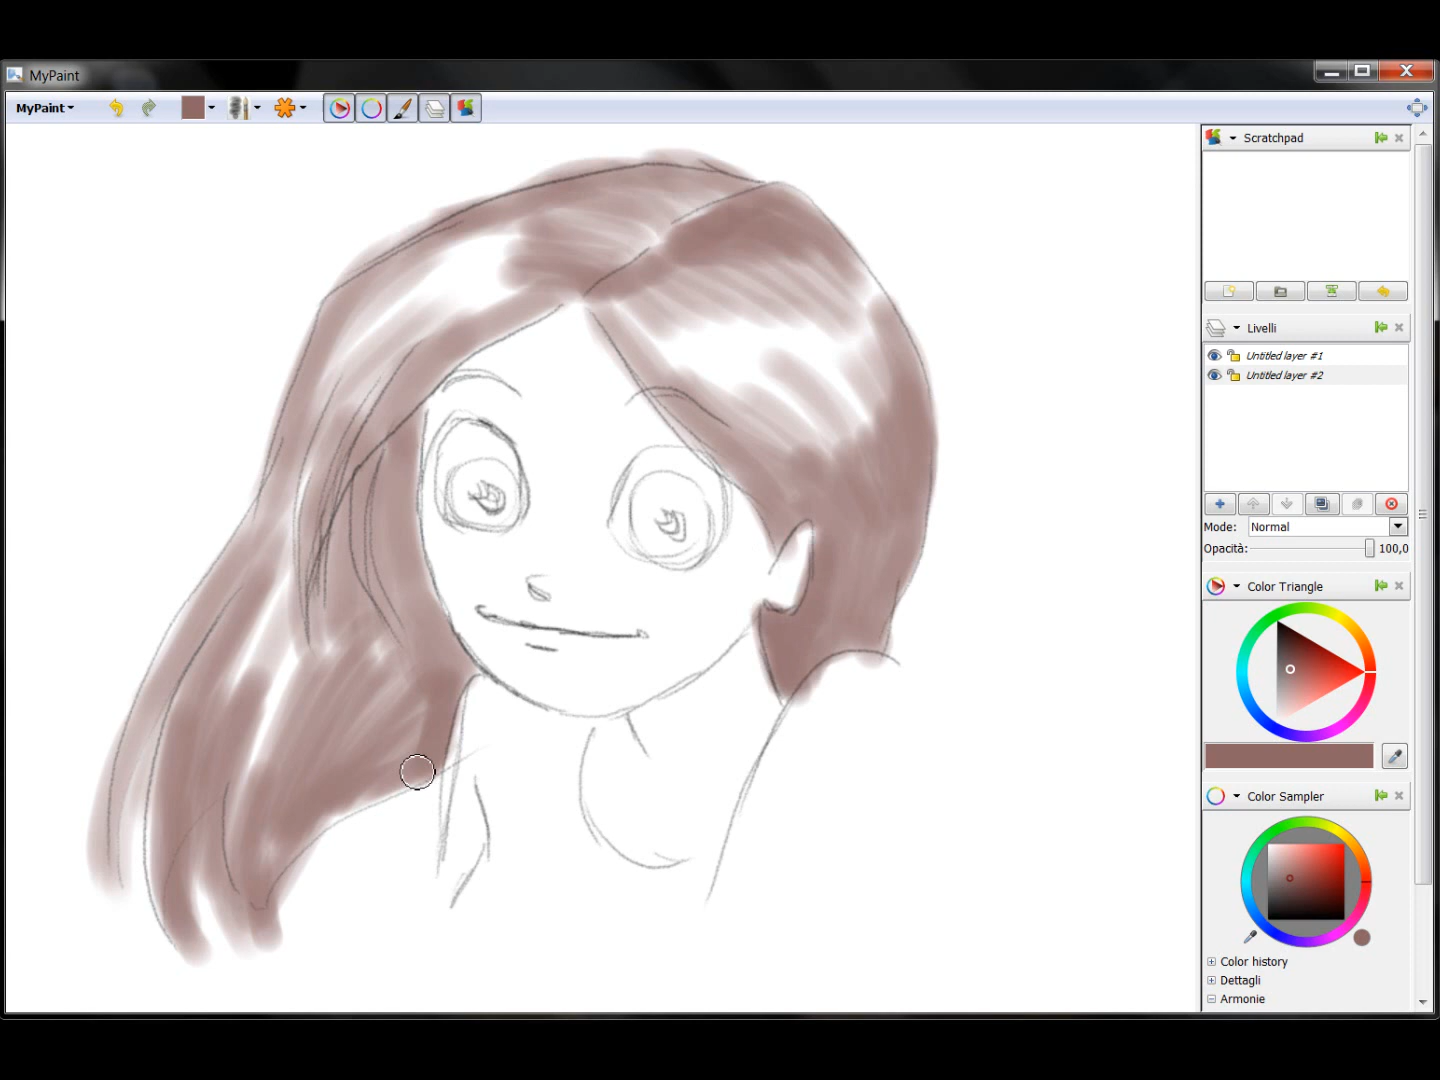 MyPaint
MyPaint
Scratchpad
Livelli
Untitled layer #1
Untitled layer #2
Mode: Normal
Opacità: 100,0
Color Triangle
Color Sampler
Color history
Dettagli
Armonie